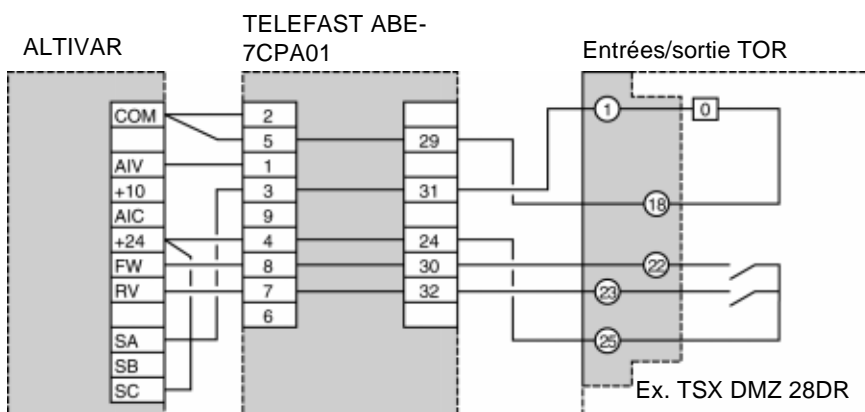 ALTIVAR
TELEFAST ABE-
7CPA01
Entrées/sortie TOR
COM
AIV
+10
AIC
+24
FW
RV
SA
SB
SC
2
5
1
3
9
4
8
7
6
29
31
24
30
32
1
0
18
22
23
25
Ex. TSX DMZ 28DR